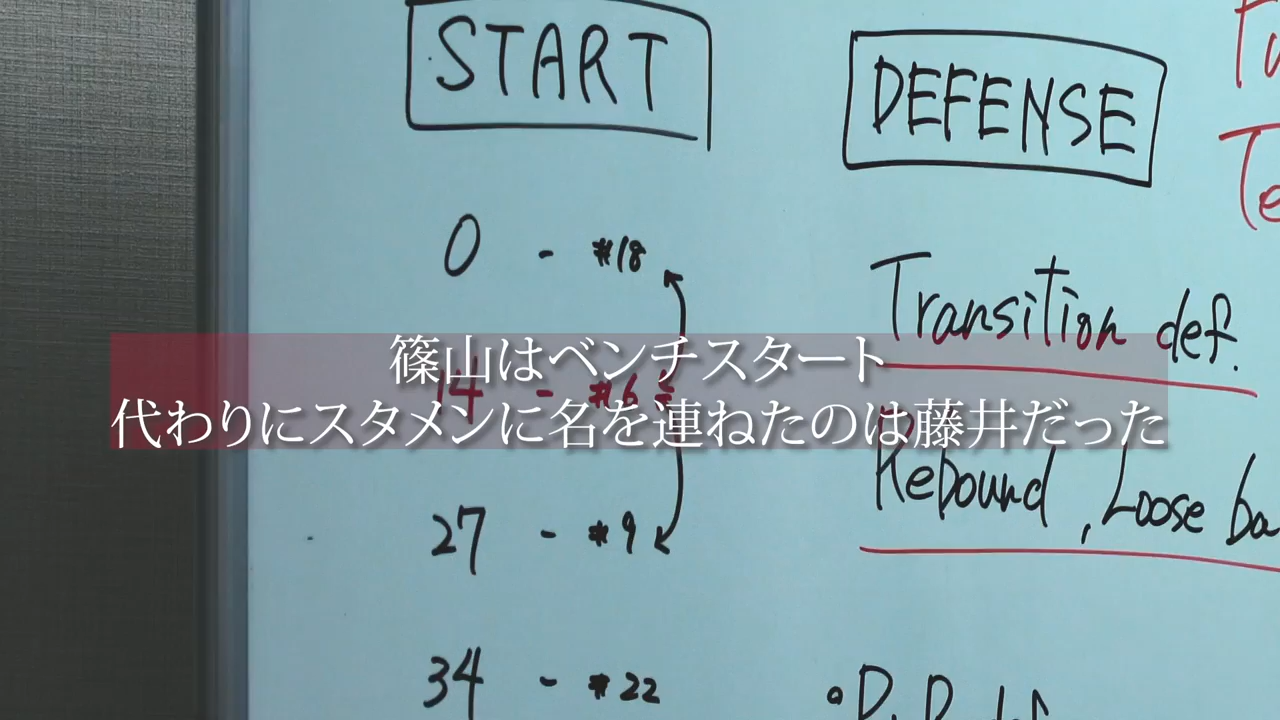 START
0 - #18
14 - #6
27 - #9
34 - #22
DEFENSE
Transition def.
Rebound, Loose
篠山はベンチスタート
代わりにスタメンに名を連ねたのは藤井だった